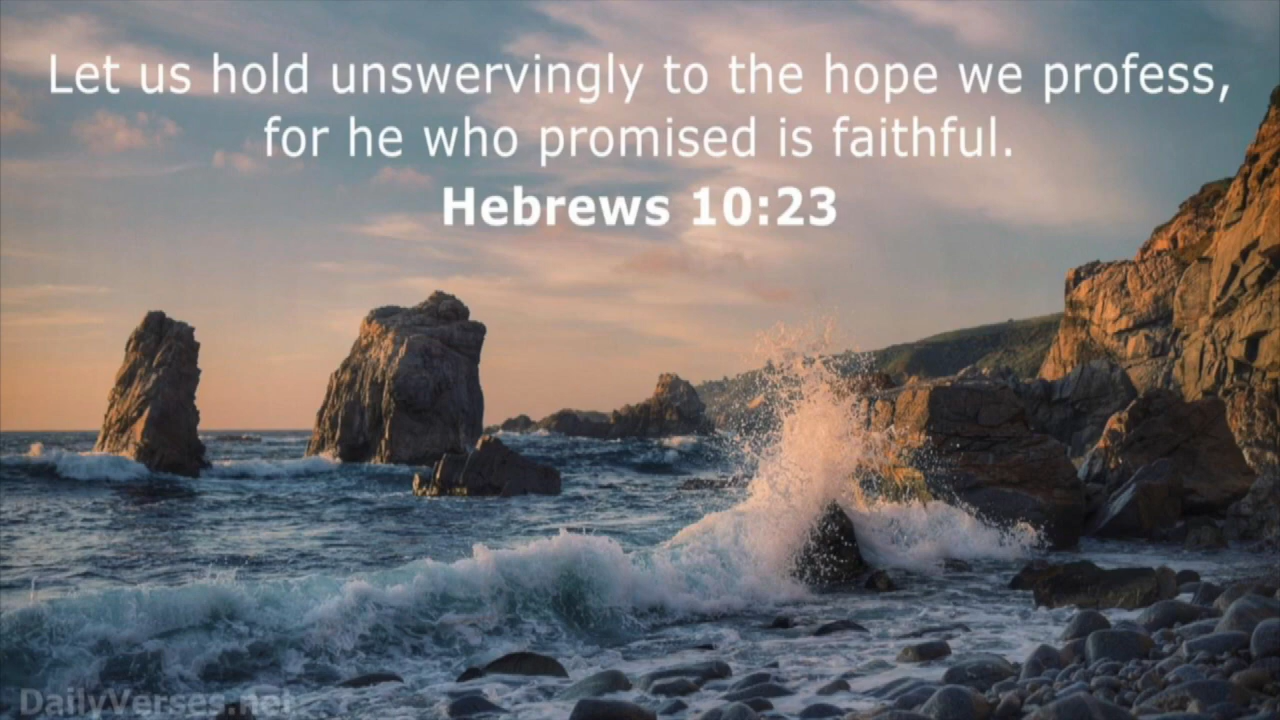 Let us hold unswervingly to the hope we profess,
for he who promised is faithful.
Hebrews 10:23
DailyVerses.net